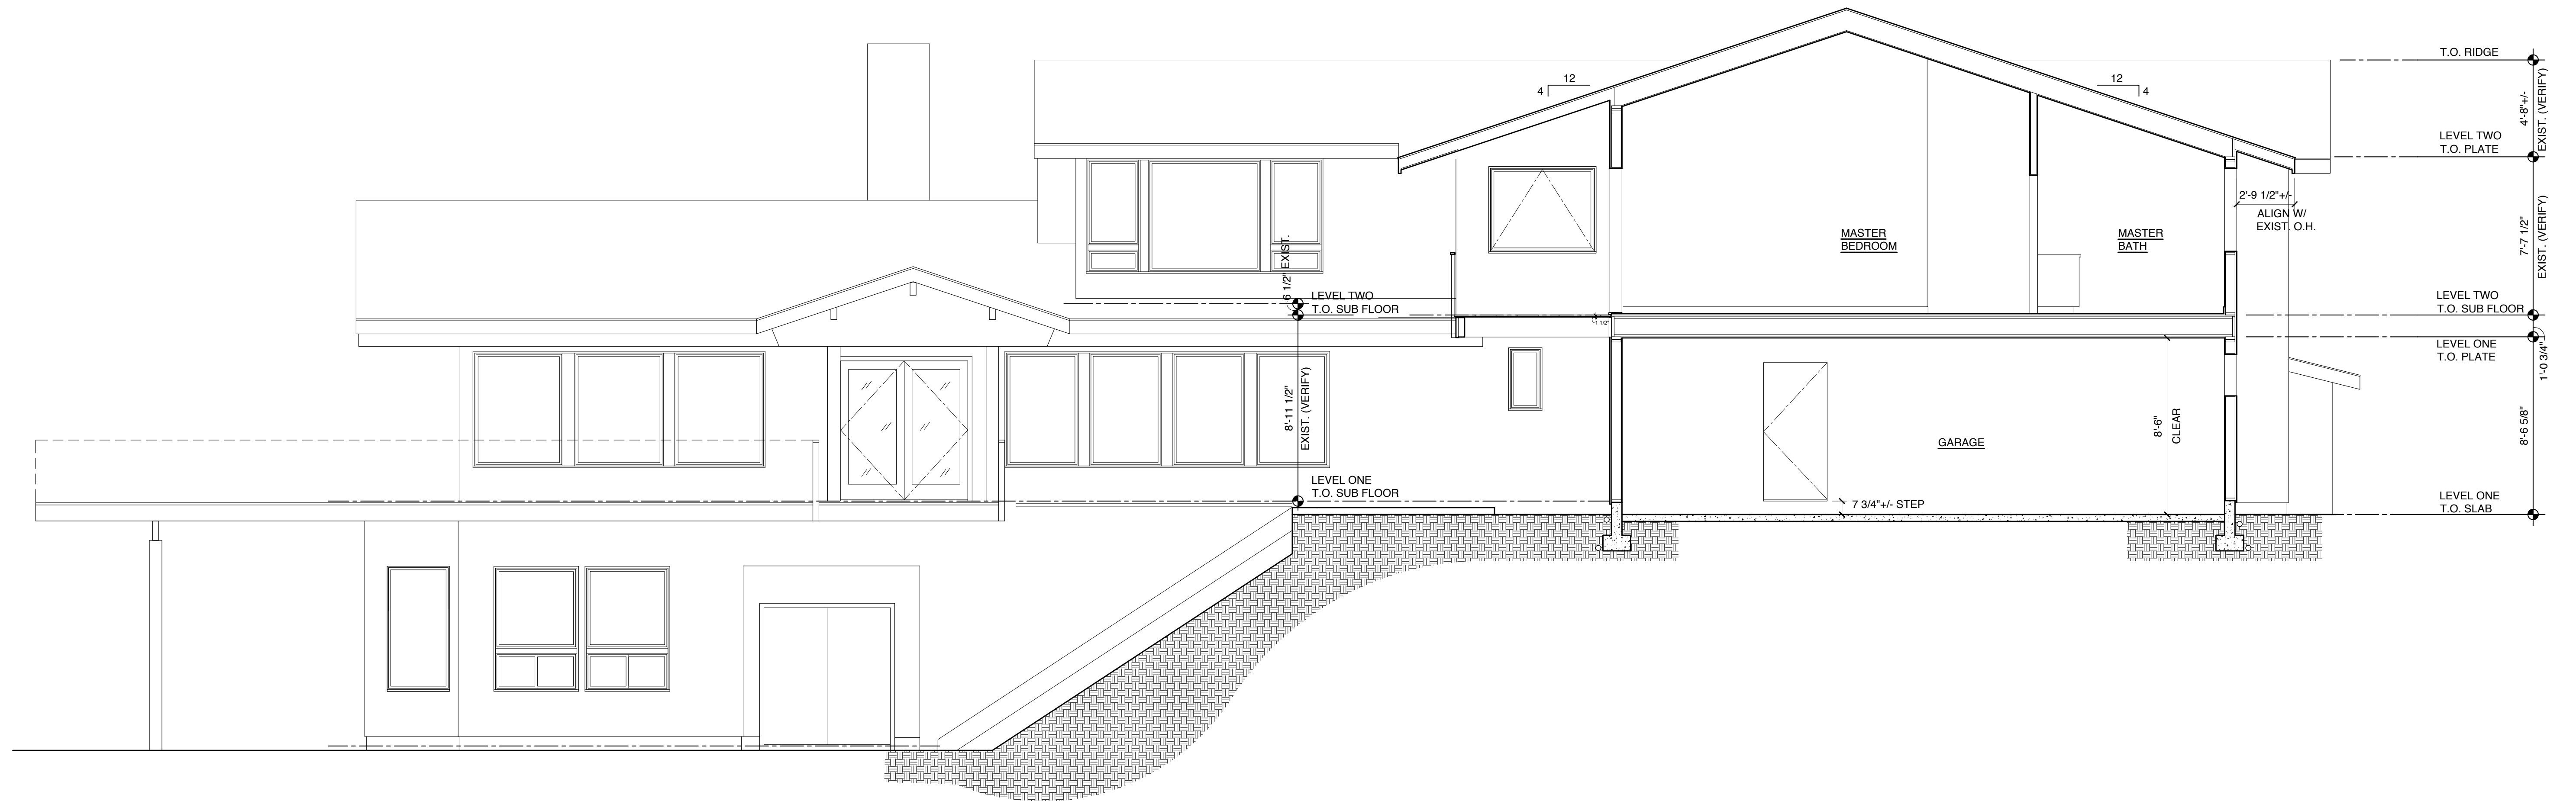 T.O. RIDGE
12
4
12
4
4'-8"+/-
EXIST. (VERIFY)
LEVEL TWO
T.O. PLATE
2'-9 1/2"+/-
ALIGN W/
EXIST. O.H.
MASTER
BEDROOM
MASTER
BATH
7'-7 1/2"
EXIST. (VERIFY)
6 1/2" EXIST.
LEVEL TWO
T.O. SUB FLOOR
1 1/2"
LEVEL TWO
T.O. SUB FLOOR
LEVEL ONE
T.O. PLATE
1'-0 3/4"
8'-11 1/2"
EXIST. (VERIFY)
8'-6"
CLEAR
GARAGE
8'-6 5/8"
LEVEL ONE
T.O. SUB FLOOR
7 3/4"+/- STEP
LEVEL ONE
T.O. SLAB